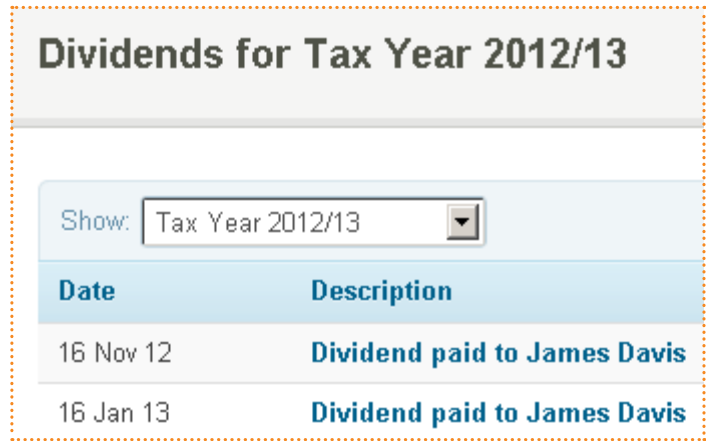 Dividends for Tax Year 2012/13
Show: Tax Year 2012/13
Date Description
16 Nov 12 Dividend paid to James Davis
16 Jan 13 Dividend paid to James Davis